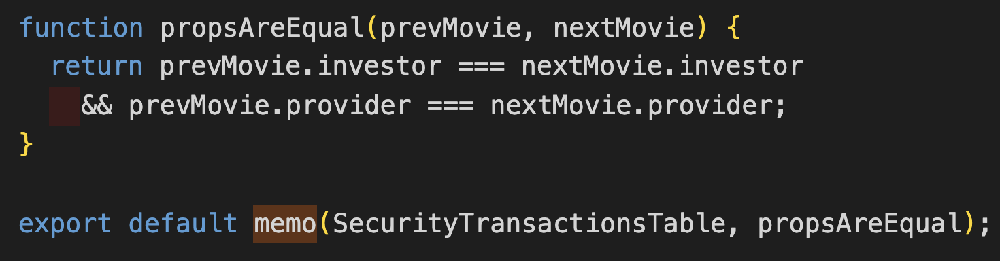 function propsAreEqual(prevMovie, nextMovie) {
  return prevMovie.investor === nextMovie.investor
    && prevMovie.provider === nextMovie.provider;
}
export default memo(SecurityTransactionsTable, propsAreEqual);